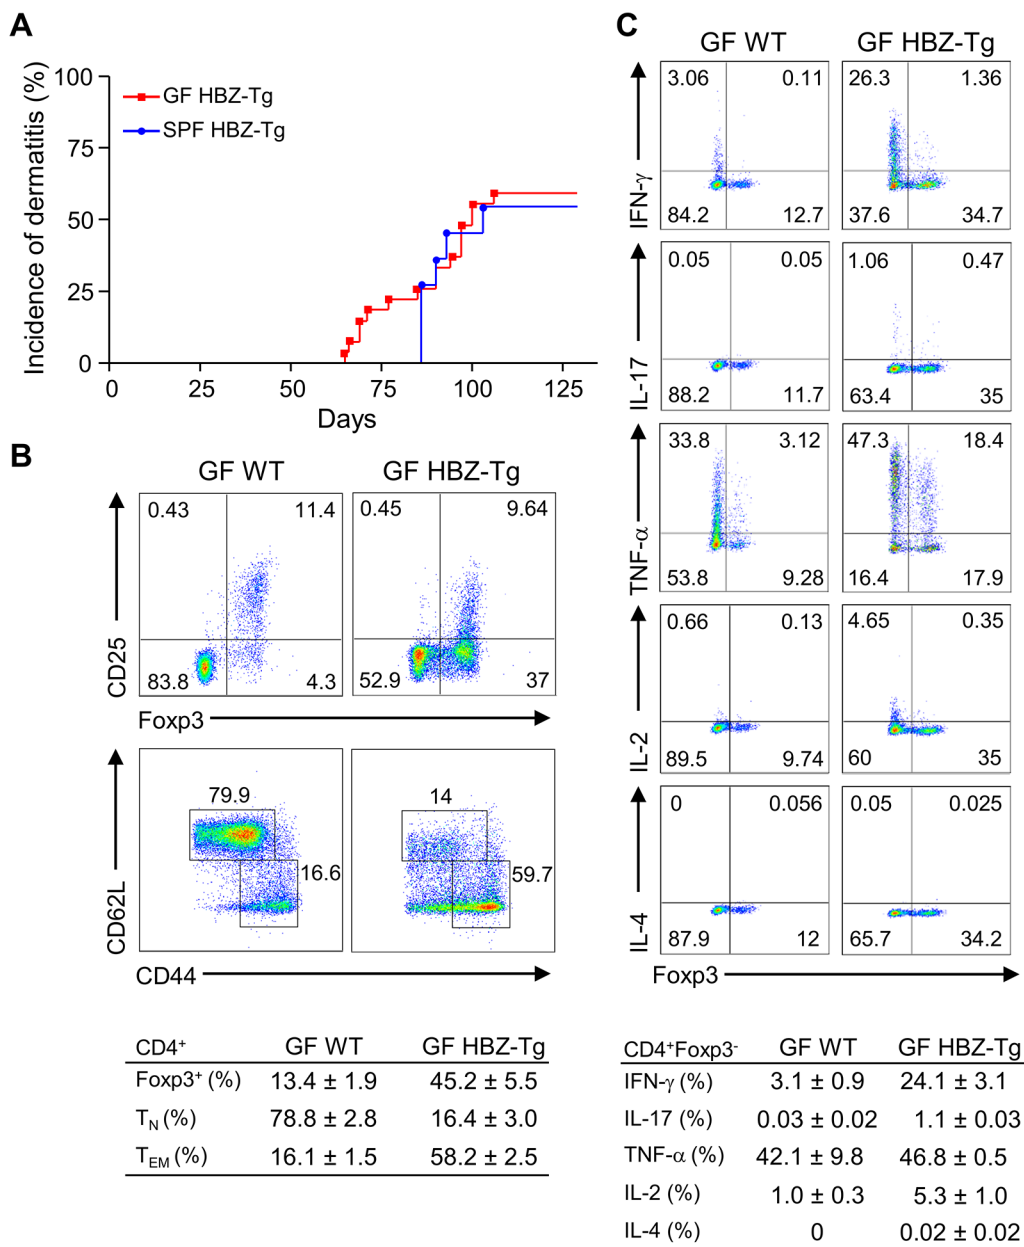 A
Incidence of dermatitis (%)
100
75
50
25
0
GF HBZ-Tg
SPF HBZ-Tg
0 25 50 75 100 125
Days
B
GF WT GF HBZ-Tg
0.43 11.4 0.45 9.64
83.8 4.3 52.9 37
CD25
Foxp3
79.9 14
16.6 59.7
CD62L
CD44
CD4+ GF WT GF HBZ-Tg
Foxp3+ (%) 13.4 ± 1.9 45.2 ± 5.5
TN (%) 78.8 ± 2.8 16.4 ± 3.0
TEM (%) 16.1 ± 1.5 58.2 ± 2.5
C
GF WT GF HBZ-Tg
3.06 0.11 26.3 1.36
84.2 12.7 37.6 34.7
IFN-γ
0.05 0.05 1.06 0.47
88.2 11.7 63.4 35
IL-17
33.8 3.12 47.3 18.4
53.8 9.28 16.4 17.9
TNF-α
0.66 0.13 4.65 0.35
89.5 9.74 60 35
IL-2
0 0.056 0.05 0.025
87.9 12 65.7 34.2
IL-4
Foxp3
CD4+Foxp3- GF WT GF HBZ-Tg
IFN-γ (%) 3.1 ± 0.9 24.1 ± 3.1
IL-17 (%) 0.03 ± 0.02 1.1 ± 0.03
TNF-α (%) 42.1 ± 9.8 46.8 ± 0.5
IL-2 (%) 1.0 ± 0.3 5.3 ± 1.0
IL-4 (%) 0 0.02 ± 0.02